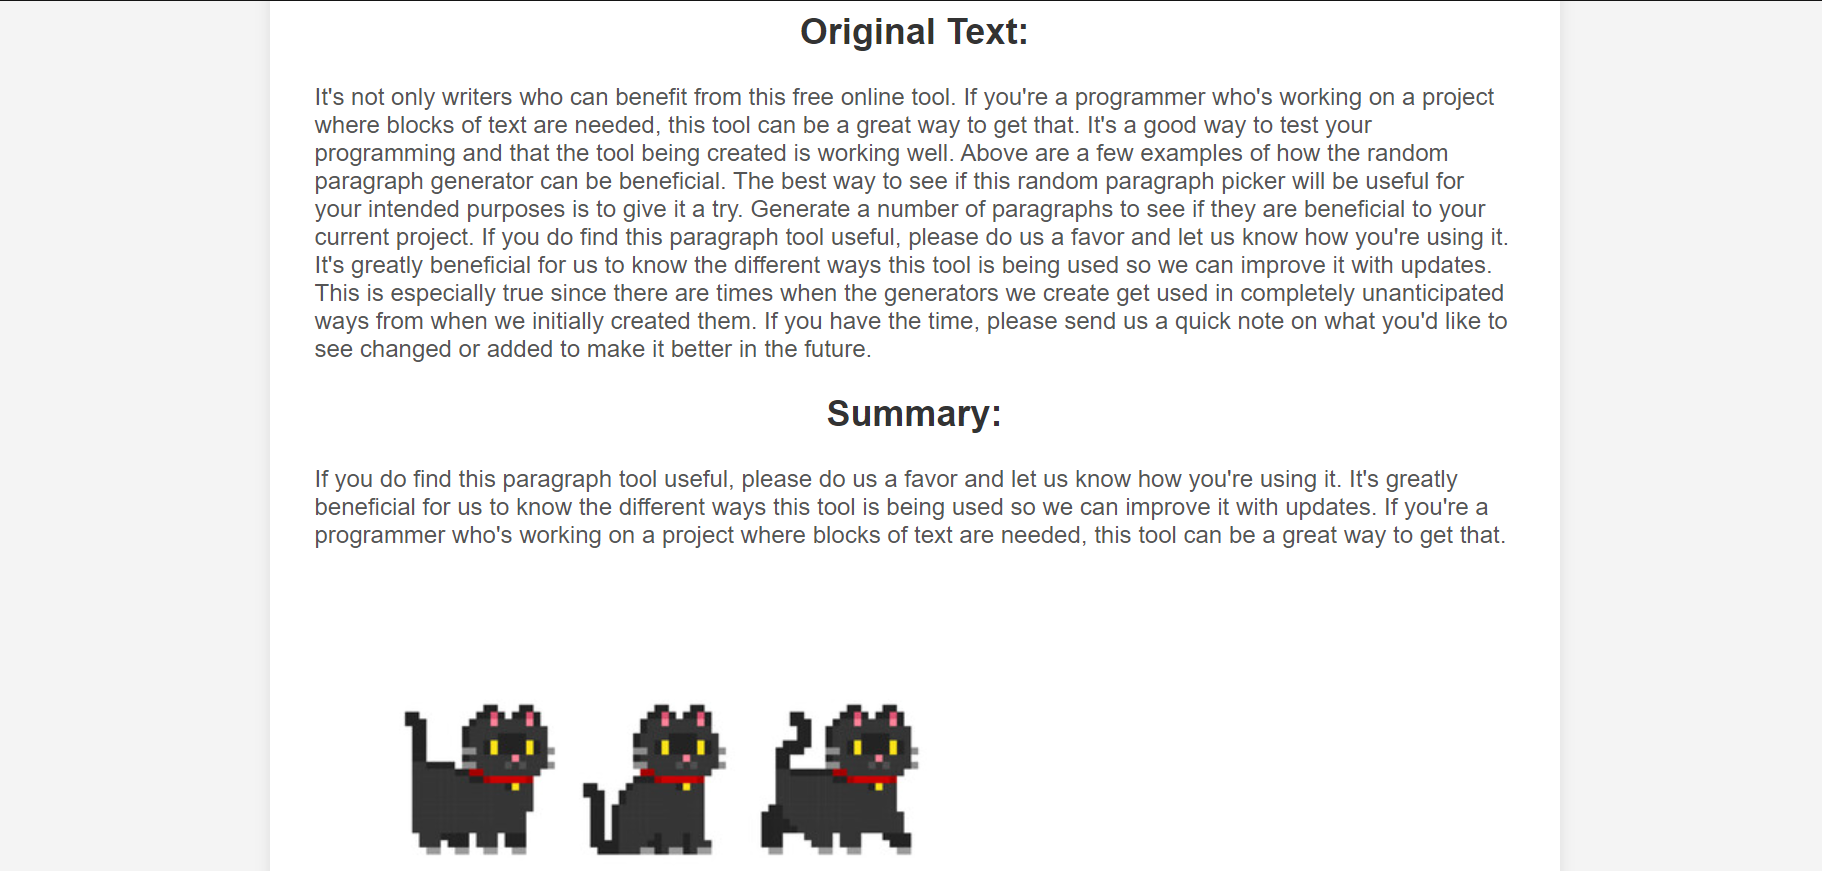 Original Text:
It's not only writers who can benefit from this free online tool. If you're a programmer who's working on a project
where blocks of text are needed, this tool can be a great way to get that. It's a good way to test your
programming and that the tool being created is working well. Above are a few examples of how the random
paragraph generator can be beneficial. The best way to see if this random paragraph picker will be useful for
your intended purposes is to give it a try. Generate a number of paragraphs to see if they are beneficial to your
current project. If you do find this paragraph tool useful, please do us a favor and let us know how you're using it.
It's greatly beneficial for us to know the different ways this tool is being used so we can improve it with updates.
This is especially true since there are times when the generators we create get used in completely unanticipated
ways from when we initially created them. If you have the time, please send us a quick note on what you'd like to
see changed or added to make it better in the future.
Summary:
If you do find this paragraph tool useful, please do us a favor and let us know how you're using it. It's greatly
beneficial for us to know the different ways this tool is being used so we can improve it with updates. If you're a
programmer who's working on a project where blocks of text are needed, this tool can be a great way to get that.